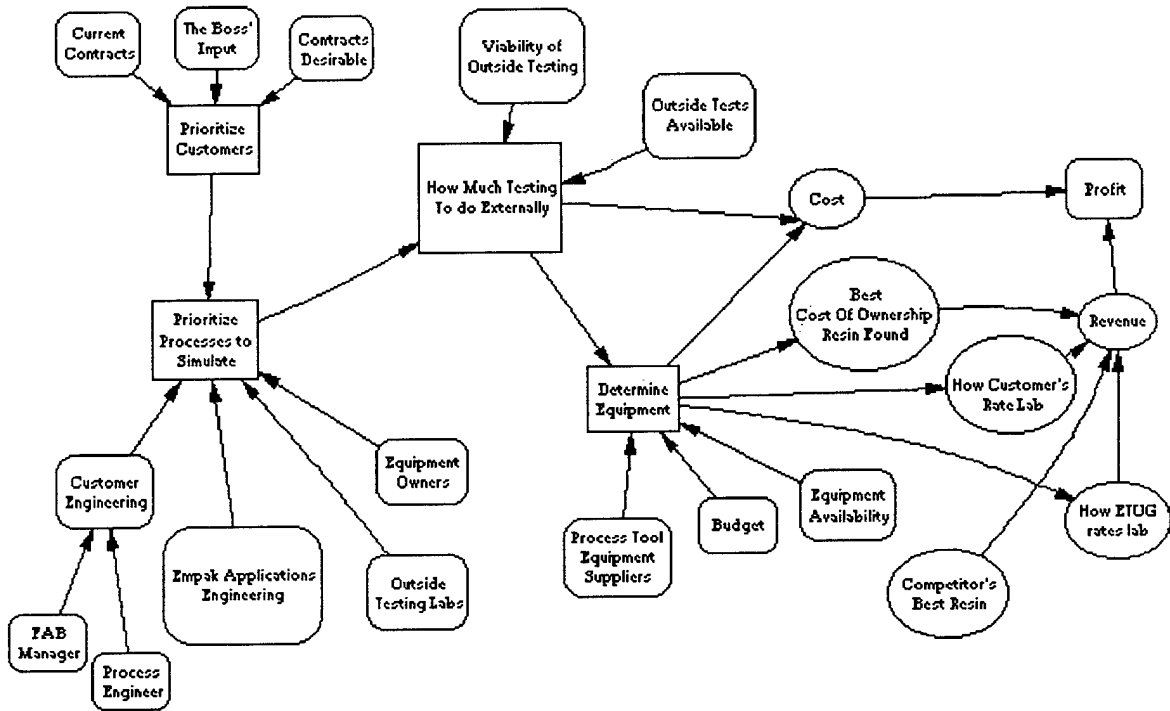 Current
Contracts
The Boss'
Input
Contracts
Desirable
Prioritize
Customers
Viability of
Outside Testing
Outside Tests
Available
How Much Testing
To do Externally
Cost
Profit
Best
Cost Of Ownership
Resin Found
Revenue
Prioritize
Processes to
Simulate
Determine
Equipment
How Customer's
Rate Lab
Customer
Engineering
Equipment
Owners
Equipment
Availability
Budget
Process Tool
Equipment
Suppliers
How ETUG
rates lab
Empak Applications
Engineering
Outside
Testing Labs
Competitor's
Best Resin
FAB
Manager
Process
Engineer